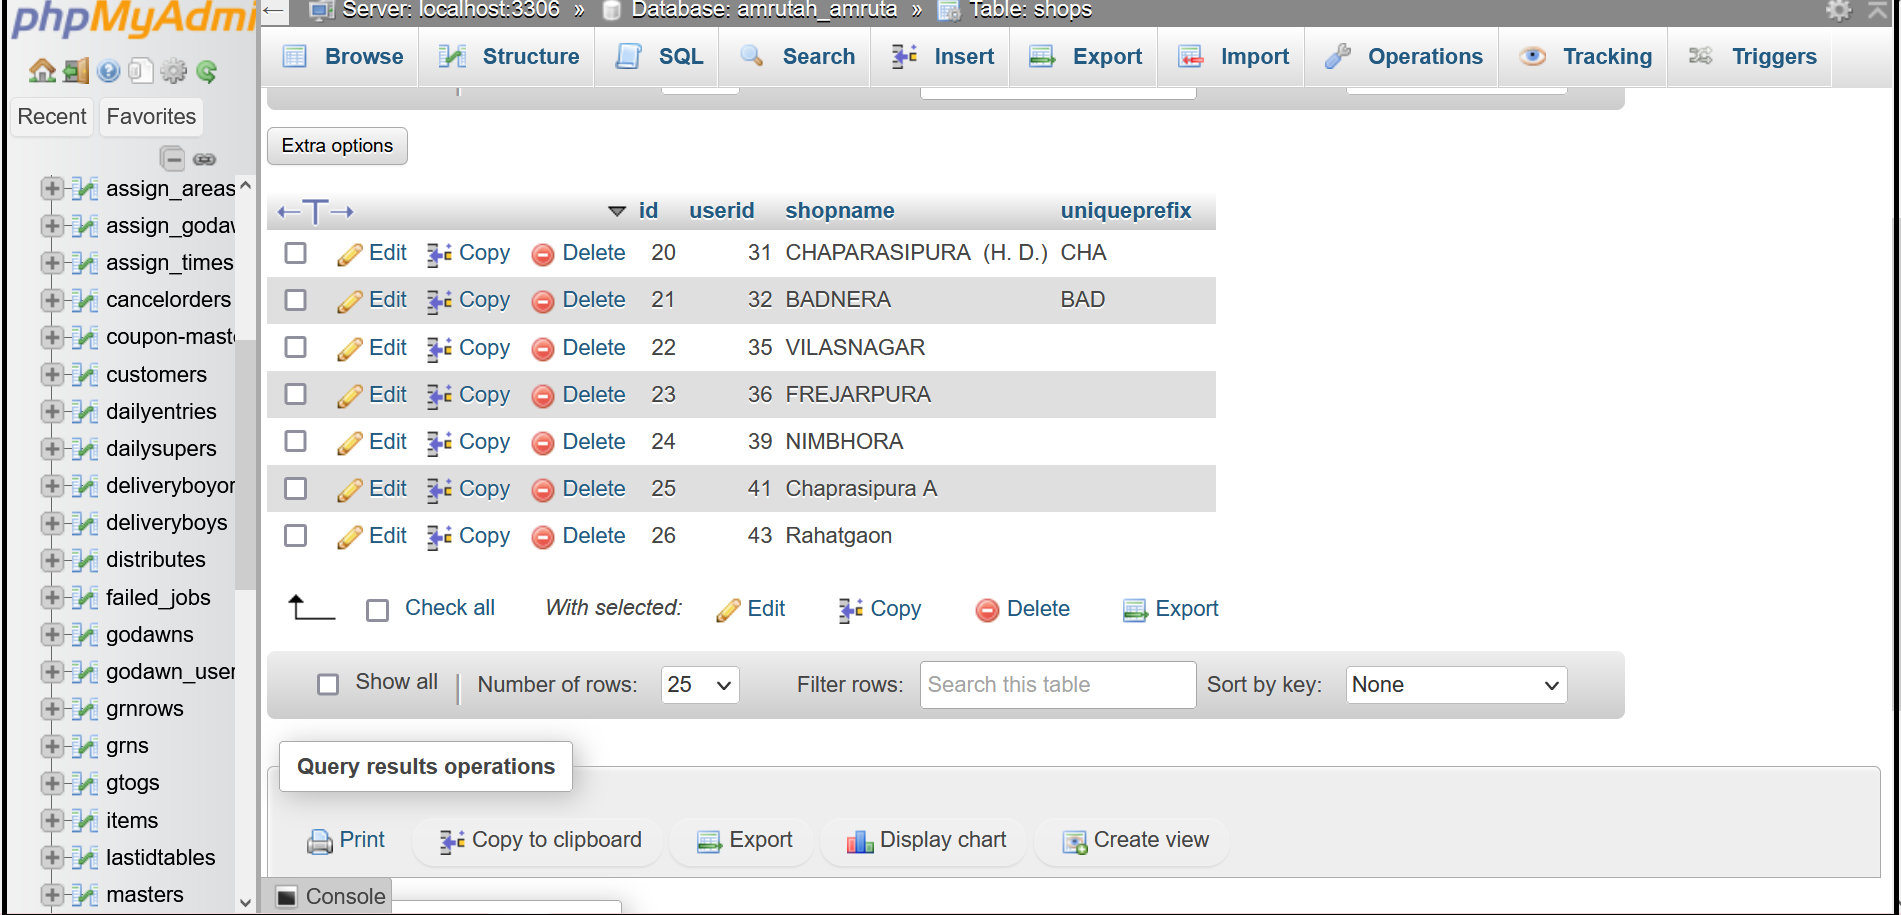 phpMyAdmi
Server: localhost:3306 » Database: amrutah_amruta » Table: shops
Browse Structure SQL Search Insert Export Import Operations Tracking Triggers
Recent Favorites
assign_areas
assign_godaw
assign_times
cancelorders
coupon-maste
customers
dailyentries
dailysupers
deliveryboyor
deliveryboys
distributes
failed_jobs
godawns
godawn_user
grnrows
grns
gtogs
items
lastidtables
masters
Extra options
←T→ id userid shopname uniqueprefix
Edit Copy Delete 20 31 CHAPARASIPURA (H. D.) CHA
Edit Copy Delete 21 32 BADNERA BAD
Edit Copy Delete 22 35 VILASNAGAR
Edit Copy Delete 23 36 FREJARPURA
Edit Copy Delete 24 39 NIMBHORA
Edit Copy Delete 25 41 Chaprasipura A
Edit Copy Delete 26 43 Rahatgaon
Check all With selected: Edit Copy Delete Export
Show all Number of rows: 25 Filter rows: Search this table Sort by key: None
Query results operations
Print Copy to clipboard Export Display chart Create view
Console